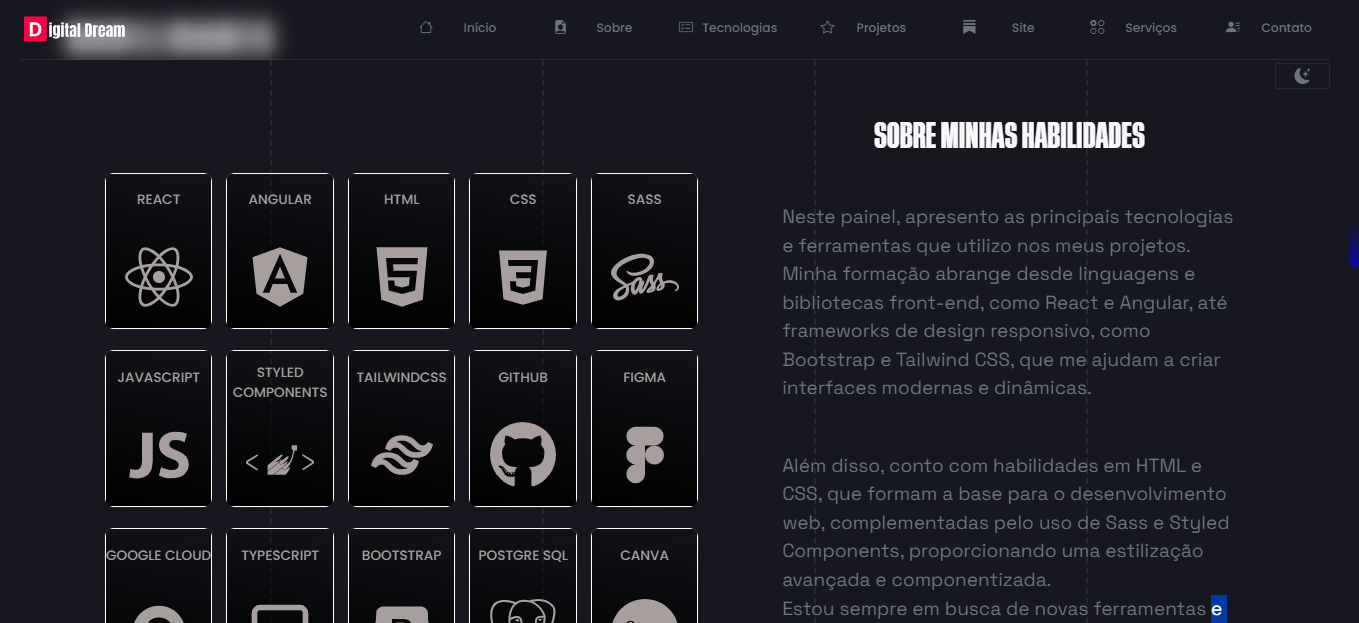 Digital Dream
Início
Sobre
Tecnologias
Projetos
Site
Serviços
Contato
SOBRE MINHAS HABILIDADES
REACT
ANGULAR
HTML
CSS
SASS
Sass
JAVASCRIPT
STYLED
COMPONENTS
TAILWINDCSS
GITHUB
FIGMA
JS
GOOGLE CLOUD
TYPESCRIPT
BOOTSTRAP
POSTGRE SQL
CANVA
Neste painel, apresento as principais tecnologias
e ferramentas que utilizo nos meus projetos.
Minha formação abrange desde linguagens e
bibliotecas front-end, como React e Angular, até
frameworks de design responsivo, como
Bootstrap e Tailwind CSS, que me ajudam a criar
interfaces modernas e dinâmicas.
Além disso, conto com habilidades em HTML e
CSS, que formam a base para o desenvolvimento
web, complementadas pelo uso de Sass e Styled
Components, proporcionando uma estilização
avançada e componentizada.
Estou sempre em busca de novas ferramentas e